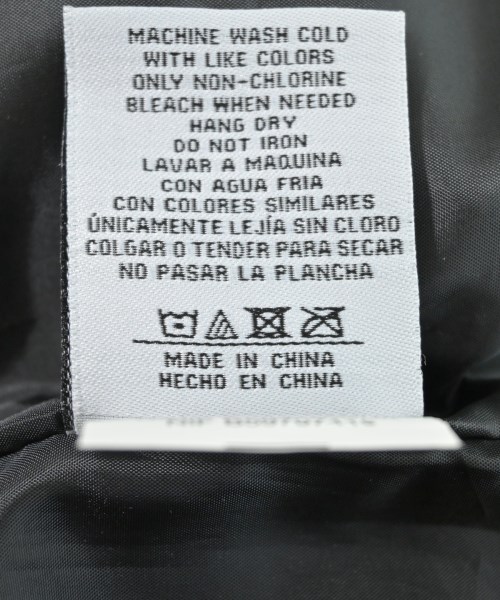 MACHINE WASH COLD
WITH LIKE COLORS
ONLY NON-CHLORINE
BLEACH WHEN NEEDED
HANG DRY
DO NOT IRON
LAVAR A MAQUINA
CON AGUA FRIA
CON COLORES SIMILARES
ÚNICAMENTE LEJÍA SIN CLORO
COLGAR O TENDER PARA SECAR
NO PASAR LA PLANCHA
MADE IN CHINA
HECHO EN CHINA